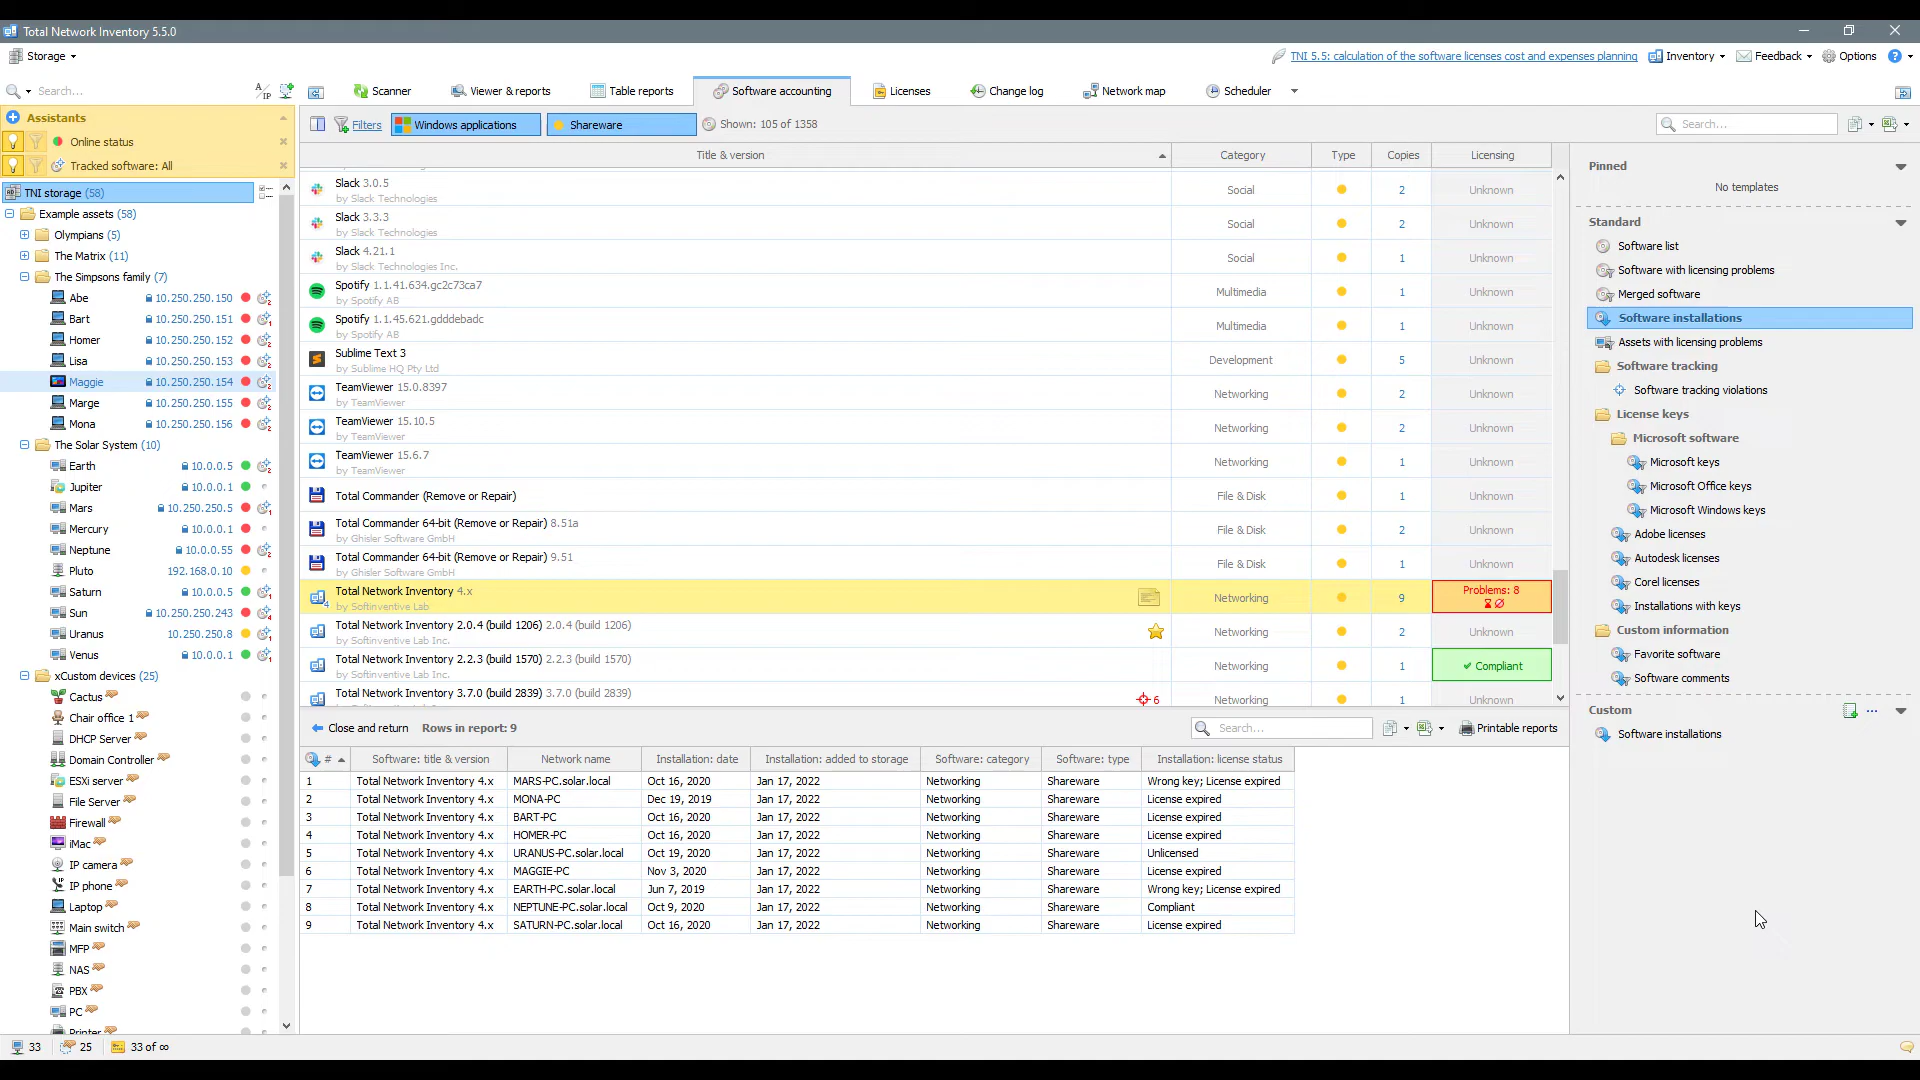 Total Network Inventory 5.5.0
Storage
TNI 5.5: calculation of the software licenses cost and expenses planning
Inventory
Feedback
Options
Search...
A/IP
Scanner
Viewer & reports
Table reports
Software accounting
Licenses
Change log
Network map
Scheduler
Assistants
Online status
Tracked software: All
TNI storage (58)
Example assets (58)
Olympians (5)
The Matrix (11)
The Simpsons family (7)
Abe 10.250.250.150 2
Bart 10.250.250.151 1
Homer 10.250.250.152 2
Lisa 10.250.250.153 2
Maggie 10.250.250.154 2
Marge 10.250.250.155 2
Mona 10.250.250.156 2
The Solar System (10)
Earth 10.0.0.5 2
Jupiter 10.0.0.1
Mars 10.250.250.5 1
Mercury 10.0.0.1
Neptune 10.0.0.55 2
Pluto 192.168.0.10
Saturn 10.0.0.5 1
Sun 10.250.250.243 4
Uranus 10.250.250.8 1
Venus 10.0.0.1 1
xCustom devices (25)
Cactus
Chair office 1
DHCP Server
Domain Controller
ESXi server
File Server
Firewall
iMac
IP camera
IP phone
Laptop
Main switch
MFP
NAS
PBX
PC
Printer
33
25
33 of ∞
Filters
Windows applications
Shareware
Shown: 105 of 1358
Search...
Title & version Category Type Copies Licensing
Slack 3.0.5
by Slack Technologies
Social 2 Unknown
Slack 3.3.3
by Slack Technologies
Social 2 Unknown
Slack 4.21.1
by Slack Technologies Inc.
Social 1 Unknown
Spotify 1.1.41.634.gc2c73ca7
by Spotify AB
Multimedia 1 Unknown
Spotify 1.1.45.621.gdddebadc
by Spotify AB
Multimedia 1 Unknown
Sublime Text 3
by Sublime HQ Pty Ltd
Development 5 Unknown
TeamViewer 15.0.8397
by TeamViewer
Networking 2 Unknown
TeamViewer 15.10.5
by TeamViewer
Networking 2 Unknown
TeamViewer 15.6.7
by TeamViewer
Networking 1 Unknown
Total Commander (Remove or Repair)
File & Disk 1 Unknown
Total Commander 64-bit (Remove or Repair) 8.51a
by Ghisler Software GmbH
File & Disk 2 Unknown
Total Commander 64-bit (Remove or Repair) 9.51
by Ghisler Software GmbH
File & Disk 1 Unknown
Total Network Inventory 4.x
by Softinventive Lab
Networking 9 Problems: 8
Total Network Inventory 2.0.4 (build 1206) 2.0.4 (build 1206)
by Softinventive Lab Inc.
Networking 2 Unknown
Total Network Inventory 2.2.3 (build 1570) 2.2.3 (build 1570)
by Softinventive Lab Inc.
Networking 1 Compliant
Total Network Inventory 3.7.0 (build 2839) 3.7.0 (build 2839)
6 Networking 1 Unknown
Close and return
Rows in report: 9
Search...
Printable reports
# Software: title & version Network name Installation: date Installation: added to storage Software: category Software: type Installation: license status
1 Total Network Inventory 4.x MARS-PC.solar.local Oct 16, 2020 Jan 17, 2022 Networking Shareware Wrong key; License expired
2 Total Network Inventory 4.x MONA-PC Dec 19, 2019 Jan 17, 2022 Networking Shareware License expired
3 Total Network Inventory 4.x BART-PC Oct 16, 2020 Jan 17, 2022 Networking Shareware License expired
4 Total Network Inventory 4.x HOMER-PC Oct 16, 2020 Jan 17, 2022 Networking Shareware License expired
5 Total Network Inventory 4.x URANUS-PC.solar.local Oct 19, 2020 Jan 17, 2022 Networking Shareware Unlicensed
6 Total Network Inventory 4.x MAGGIE-PC Nov 3, 2020 Jan 17, 2022 Networking Shareware License expired
7 Total Network Inventory 4.x EARTH-PC.solar.local Jun 7, 2019 Jan 17, 2022 Networking Shareware Wrong key; License expired
8 Total Network Inventory 4.x NEPTUNE-PC.solar.local Oct 9, 2020 Jan 17, 2022 Networking Shareware Compliant
9 Total Network Inventory 4.x SATURN-PC.solar.local Oct 16, 2020 Jan 17, 2022 Networking Shareware License expired
Pinned
No templates
Standard
Software list
Software with licensing problems
Merged software
Software installations
Assets with licensing problems
Software tracking
Software tracking violations
License keys
Microsoft software
Microsoft keys
Microsoft Office keys
Microsoft Windows keys
Adobe licenses
Autodesk licenses
Corel licenses
Installations with keys
Custom information
Favorite software
Software comments
Custom
Software installations